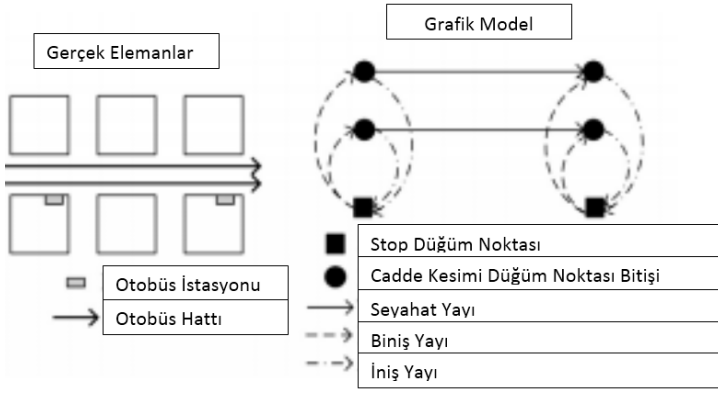 Gerçek Elemanlar
Grafik Model
Otobüs İstasyonu
Otobüs Hattı
Stop Düğüm Noktası
Cadde Kesimi Düğüm Noktası Bitişi
Seyahat Yayı
Biniş Yayı
İniş Yayı